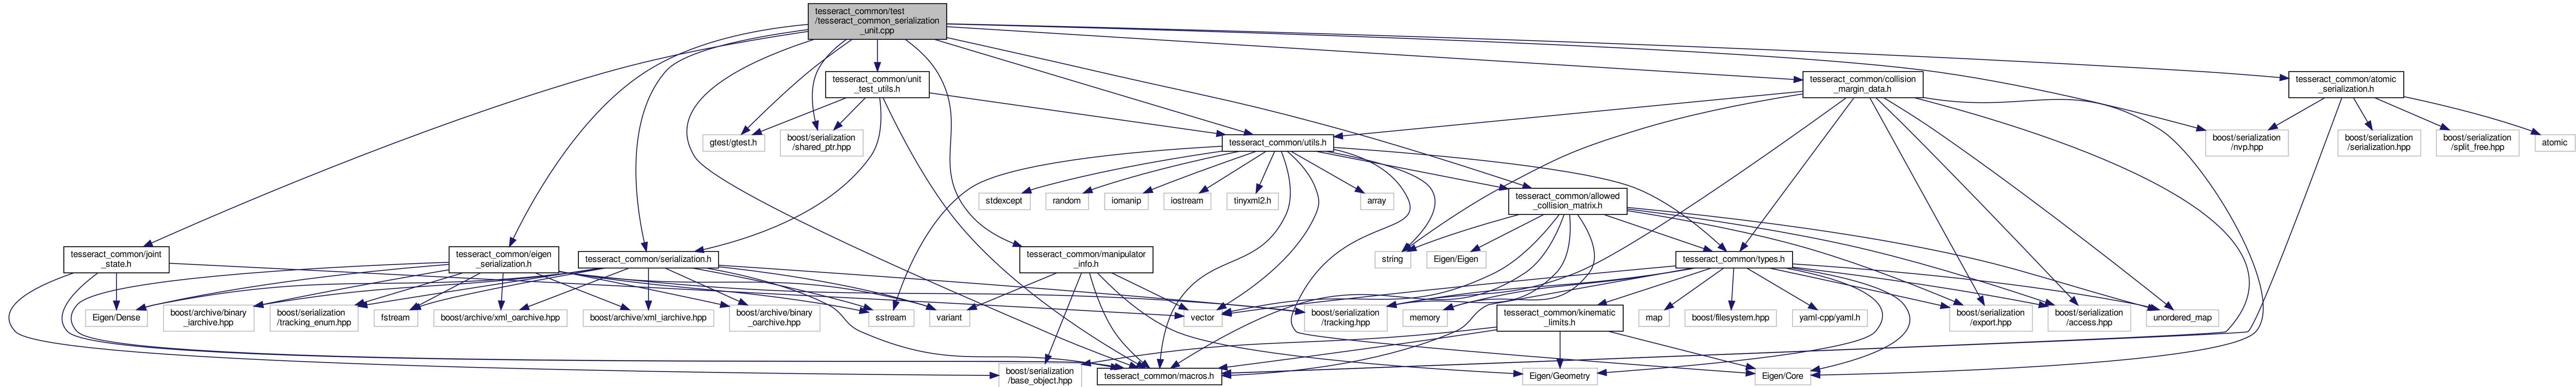 tesseract_common/test
/tesseract_common_serialization
_unit.cpp
tesseract_common/unit
_test_utils.h
tesseract_common/collision
_margin_data.h
tesseract_common/atomic
_serialization.h
gtest/gtest.h
boost/serialization
/shared_ptr.hpp
tesseract_common/utils.h
boost/serialization
/nvp.hpp
boost/serialization
/serialization.hpp
boost/serialization
/split_free.hpp
atomic
stdexcept
random
iomanip
iostream
tinyxml2.h
array
tesseract_common/allowed
_collision_matrix.h
tesseract_common/joint
_state.h
tesseract_common/eigen
_serialization.h
tesseract_common/serialization.h
tesseract_common/manipulator
_info.h
string
Eigen/Eigen
tesseract_common/types.h
Eigen/Dense
boost/archive/binary
_iarchive.hpp
boost/serialization
/tracking_enum.hpp
fstream
boost/archive/xml_oarchive.hpp
boost/archive/xml_iarchive.hpp
boost/archive/binary
_oarchive.hpp
sstream
variant
vector
boost/serialization
/tracking.hpp
memory
tesseract_common/kinematic
_limits.h
map
boost/filesystem.hpp
yaml-cpp/yaml.h
boost/serialization
/export.hpp
boost/serialization
/access.hpp
unordered_map
boost/serialization
/base_object.hpp
tesseract_common/macros.h
Eigen/Geometry
Eigen/Core